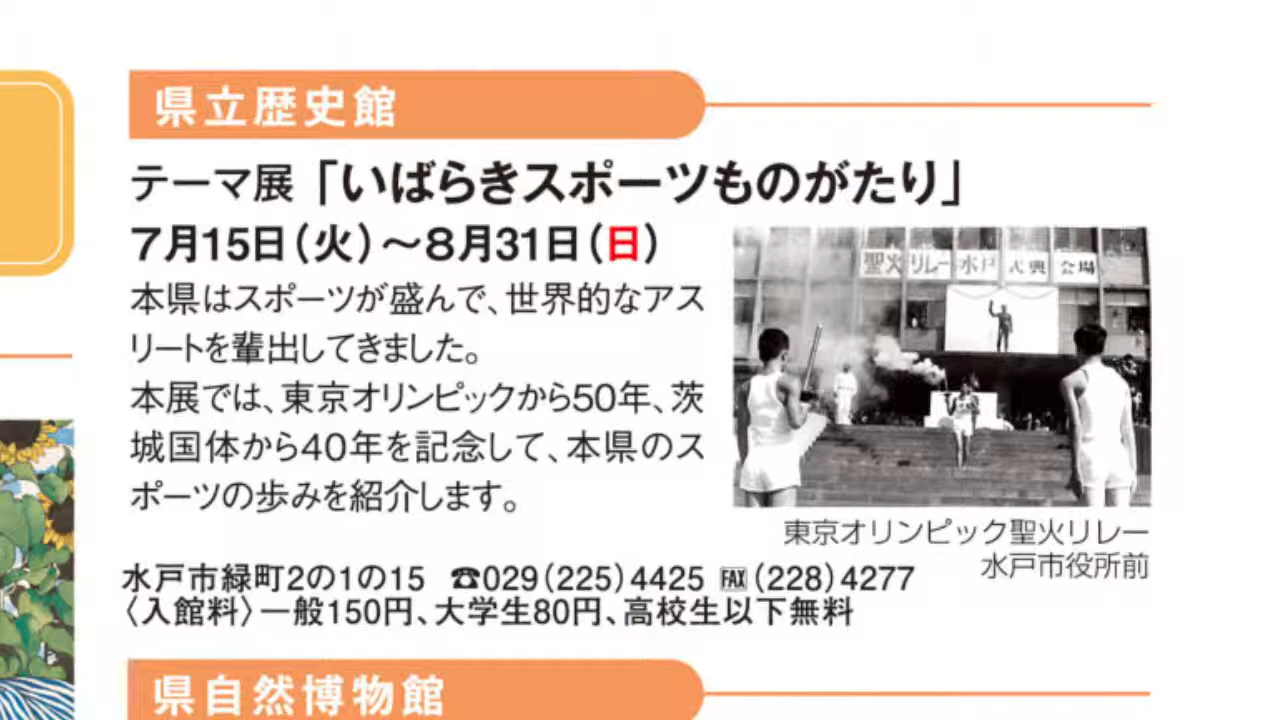 県立歴史館
テーマ展「いばらきスポーツものがたり」
7月15日(火)～8月31日(日)
本県はスポーツが盛んで、世界的なアス
リートを輩出してきました。
本展では、東京オリンピックから50年、茨
城国体から40年を記念して、本県のス
ポーツの歩みを紹介します。
聖火リレー水戸式典会場
東京オリンピック聖火リレー
水戸市役所前
水戸市緑町2の1の15 ☎029(225)4425 FAX(228)4277
〈入館料〉一般150円、大学生80円、高校生以下無料
県自然博物館